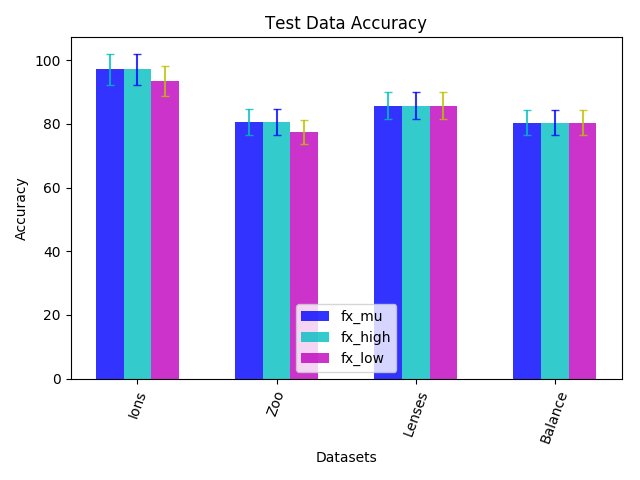 Test Data Accuracy
Accuracy
100
80
60
40
20
0
fx_mu
fx_high
fx_low
Ions
Zoo
Lenses
Balance
Datasets